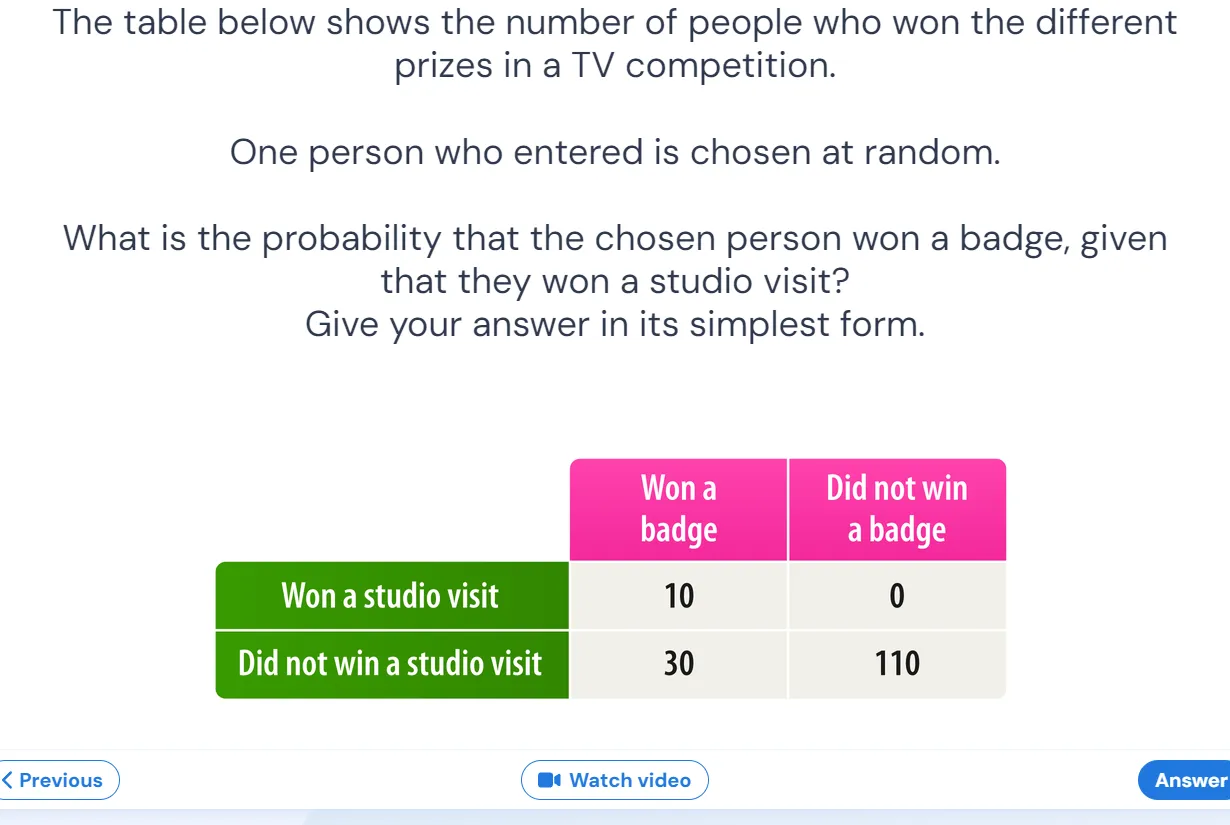 The table below shows the number of people who won the different
prizes in a TV competition.
One person who entered is chosen at random.
What is the probability that the chosen person won a badge, given
that they won a studio visit?
Give your answer in its simplest form.
Won a badge Did not win a badge
Won a studio visit 10 0
Did not win a studio visit 30 110
Previous Watch video Answer